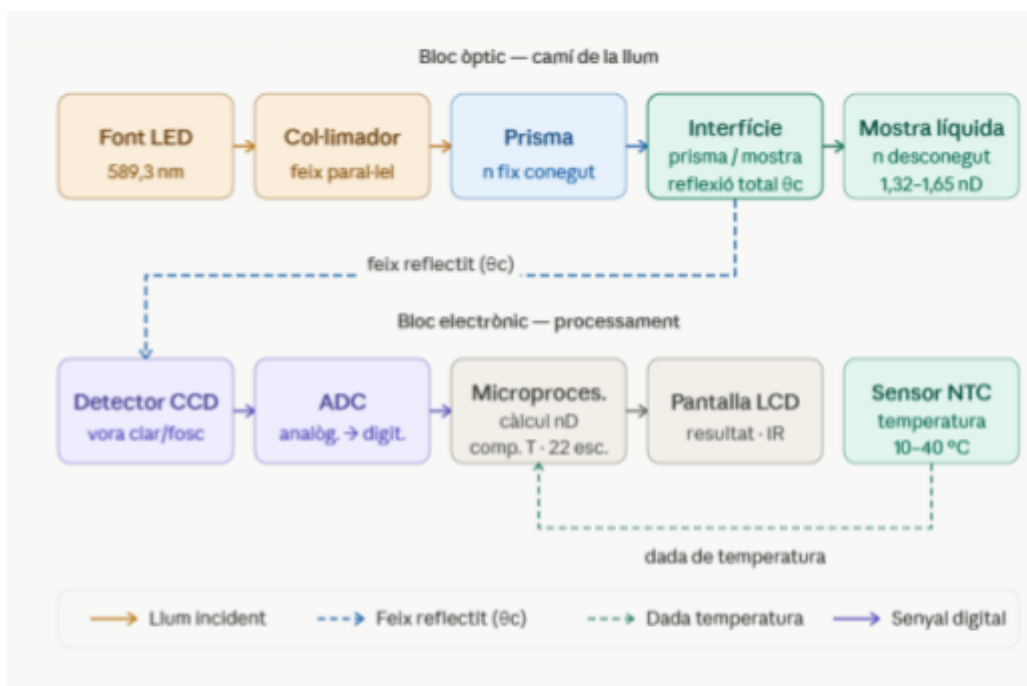 Bloc òptic — camí de la llum
Font LED
589,3 nm
Col·limador
feix paral·lel
Prisma
n fix conegut
Interfície
prisma / mostra
reflexió total θc
Mostra líquida
n desconegut
1,32–1,65 nD
feix reflectit (θc)
Bloc electrònic — processament
Detector CCD
vora clar/fosc
ADC
analòg. → digit.
Microproces.
càlcul nD
comp. T · 22 esc.
Pantalla LCD
resultat · IR
Sensor NTC
temperatura
10–40 ºC
dada de temperatura
Llum incident
Feix reflectit (θc)
Dada temperatura
Senyal digital